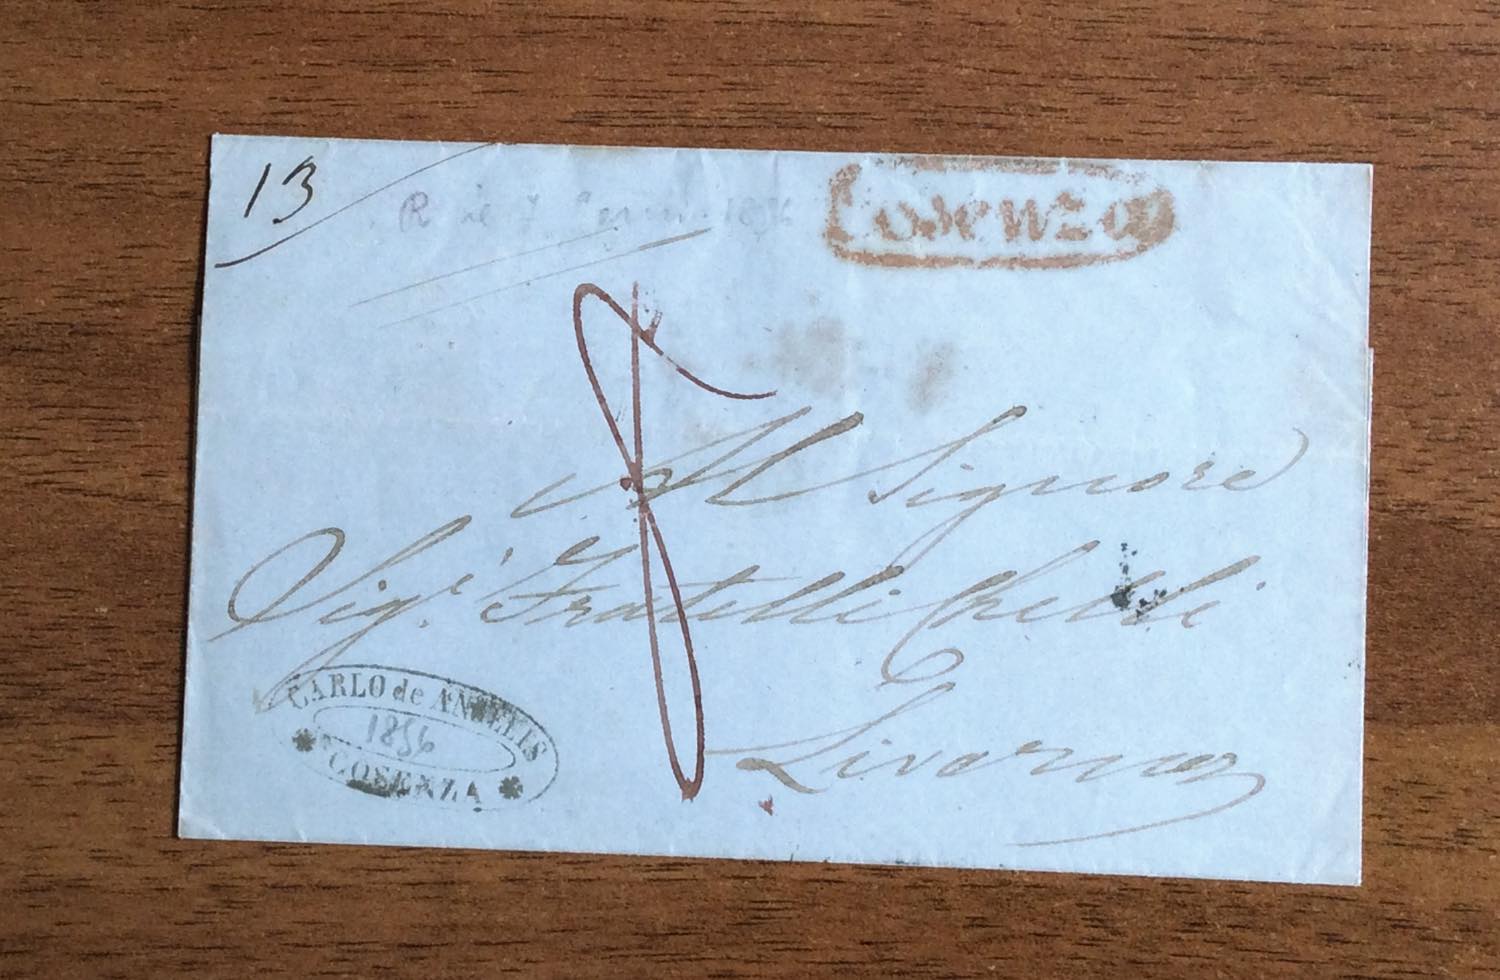 13
Cosenza
Al Signore
Sig.r Fratelli
Livorno
CARLO de ANGELIS
1856
COSENZA